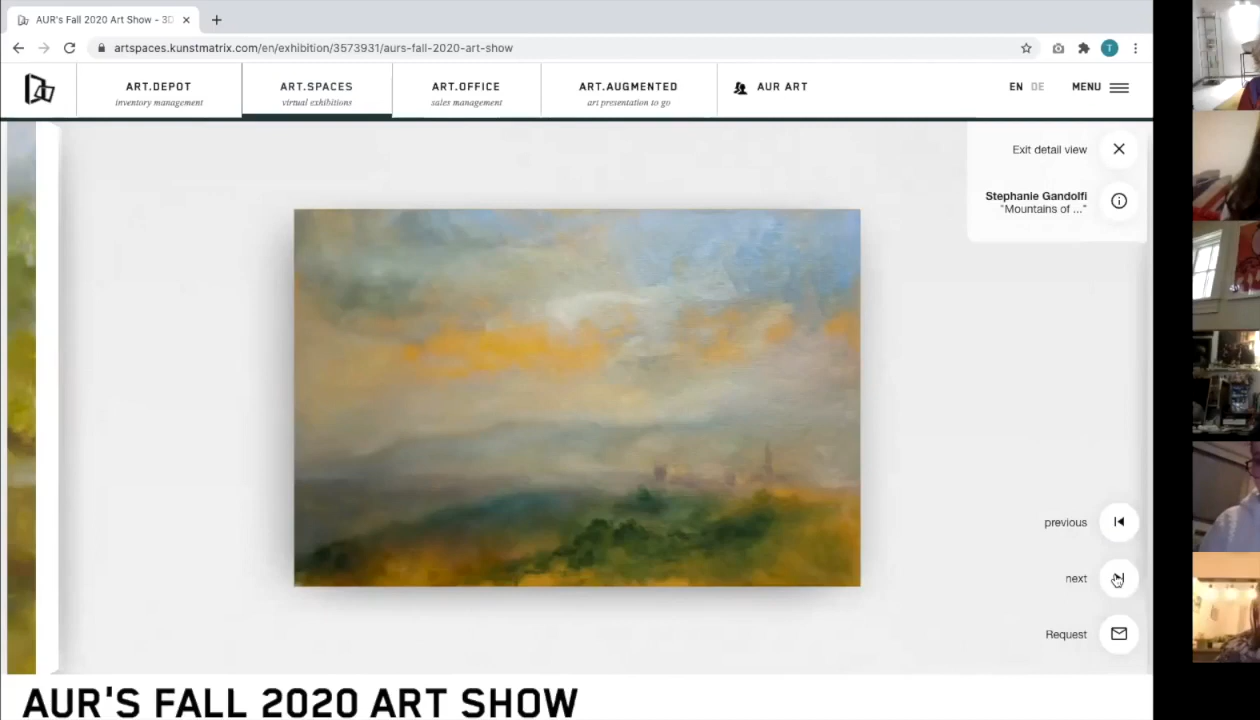 AUR's Fall 2020 Art Show - 3D
artspaces.kunstmatrix.com/en/exhibition/3573931/aurs-fall-2020-art-show
T
ART.DEPOT
inventory management
ART.SPACES
virtual exhibitions
ART.OFFICE
sales management
ART.AUGMENTED
art presentation to go
AUR ART
EN DE
MENU
Exit detail view
Stephanie Gandolfi
"Mountains of ..."
previous
next
Request
AUR'S FALL 2020 ART SHOW